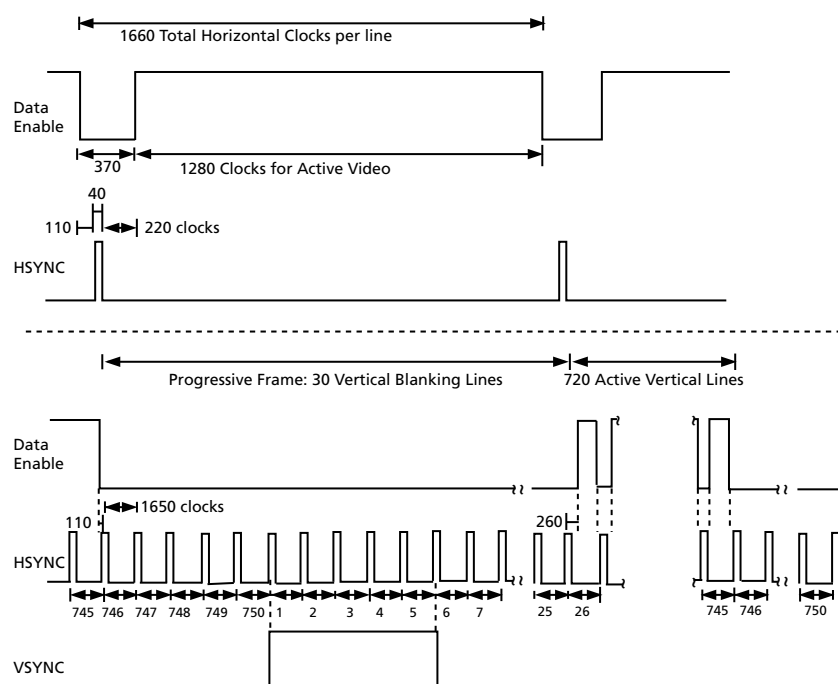 1660 Total Horizontal Clocks per line
Data
Enable
370
1280 Clocks for Active Video
40
110
220 clocks
HSYNC
Progressive Frame: 30 Vertical Blanking Lines
720 Active Vertical Lines
Data
Enable
1650 clocks
110
260
HSYNC
745 746 747 748 749 750 1 2 3 4 5 6 7 25 26 745 746 750
VSYNC